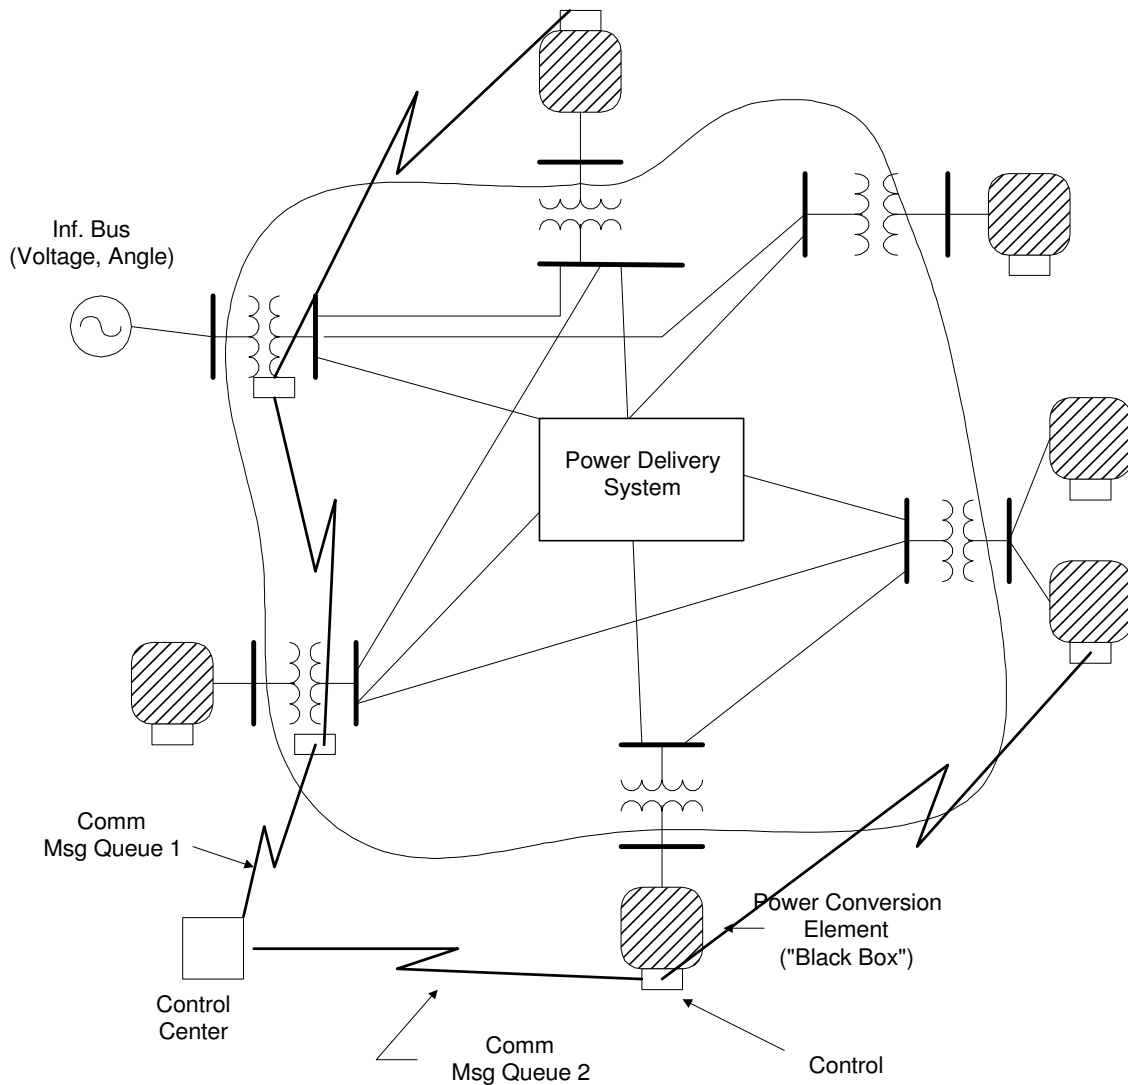 Inf. Bus
(Voltage, Angle)
Power Delivery
System
Comm
Msg Queue 1
Power Conversion
Element
("Black Box")
Control
Center
Comm
Msg Queue 2
Control